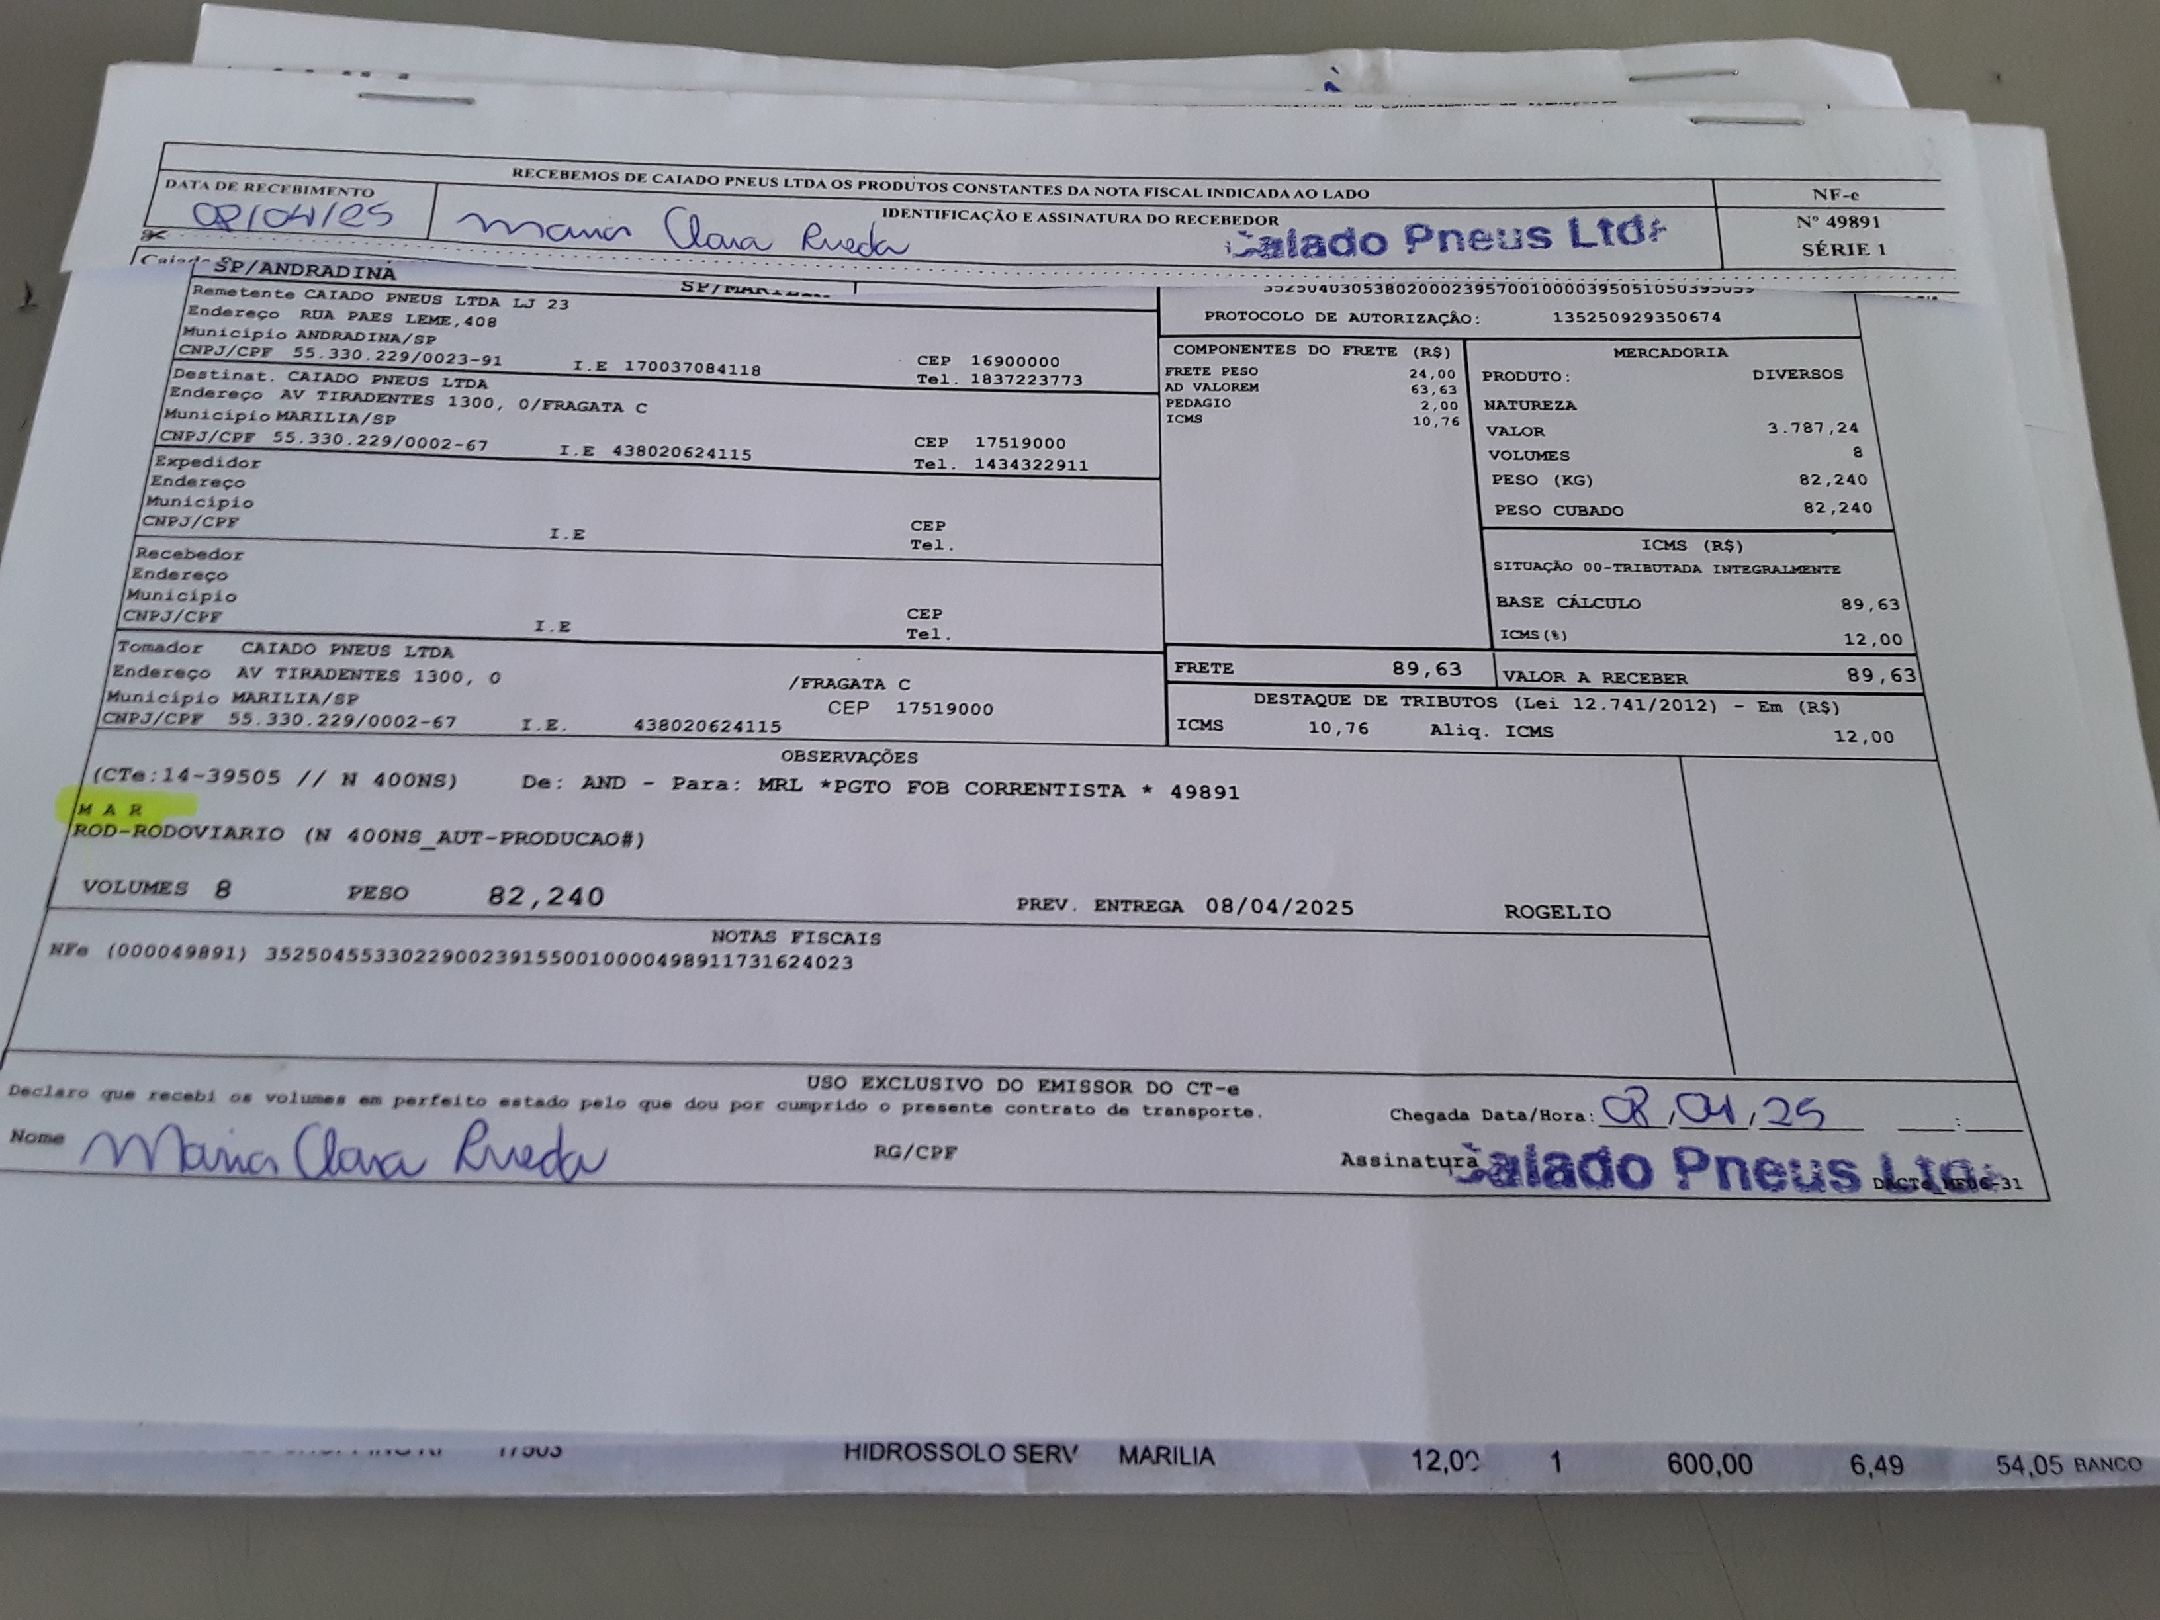 RECEBEMOS DE CAIADO PNEUS LTDA OS PRODUTOS CONSTANTES DA NOTA FISCAL INDICADA AO LADO
NF-e
Nº 49891
SÉRIE 1
DATA DE RECEBIMENTO
08/04/25
IDENTIFICAÇÃO E ASSINATURA DO RECEBEDOR
Maria Clara Rueda
Caiado Pneus Ltda
SP/ANDRADINA
Remetente CAIADO PNEUS LTDA LJ 23
Endereço RUA PAES LEME,408
Município ANDRADINA/SP
CNPJ/CPF 55.330.229/0023-91 I.E 170037084118
CEP 16900000
Tel. 1837223773
Destinat. CAIADO PNEUS LTDA
Endereço AV TIRADENTES 1300, 0/FRAGATA C
Município MARILIA/SP
CNPJ/CPF 55.330.229/0002-67 I.E 438020624115
CEP 17519000
Tel. 1434322911
Expedidor
Endereço
Município
CNPJ/CPF I.E
CEP
Tel.
Recebedor
Endereço
Município
CNPJ/CPF I.E
CEP
Tel.
Tomador CAIADO PNEUS LTDA
Endereço AV TIRADENTES 1300, 0 /FRAGATA C
Município MARILIA/SP CEP 17519000
CNPJ/CPF 55.330.229/0002-67 I.E. 438020624115
PROTOCOLO DE AUTORIZAÇÃO: 135250929350674
COMPONENTES DO FRETE (R$)
FRETE PESO 24,00
AD VALOREM 63,63
PEDAGIO 2,00
ICMS 10,76
MERCADORIA
PRODUTO: DIVERSOS
NATUREZA
VALOR 3.787,24
VOLUMES 8
PESO (KG) 82,240
PESO CUBADO 82,240
ICMS (R$)
SITUAÇÃO 00-TRIBUTADA INTEGRALMENTE
BASE CÁLCULO 89,63
ICMS(%) 12,00
FRETE 89,63 VALOR A RECEBER 89,63
DESTAQUE DE TRIBUTOS (Lei 12.741/2012) - Em (R$)
ICMS 10,76 Aliq. ICMS 12,00
OBSERVAÇÕES
(CTe:14-39505 // N 400NS) De: AND - Para: MRL *PGTO FOB CORRENTISTA * 49891
M A R
ROD-RODOVIARIO (N 400NS_AUT-PRODUCAO#)
VOLUMES 8 PESO 82,240 PREV. ENTREGA 08/04/2025 ROGELIO
NOTAS FISCAIS
NFe (000049891) 35250455330229002391550010000498911731624023
USO EXCLUSIVO DO EMISSOR DO CT-e
Declaro que recebi os volumes em perfeito estado pelo que dou por cumprido o presente contrato de transporte.
Chegada Data/Hora: 08/04/25 __:__
Nome Maria Clara Rueda RG/CPF Assinatura Caiado Pneus Ltda
17503 HIDROSSOLO SERV MARILIA 12,00 1 600,00 6,49 54,05 BANCO